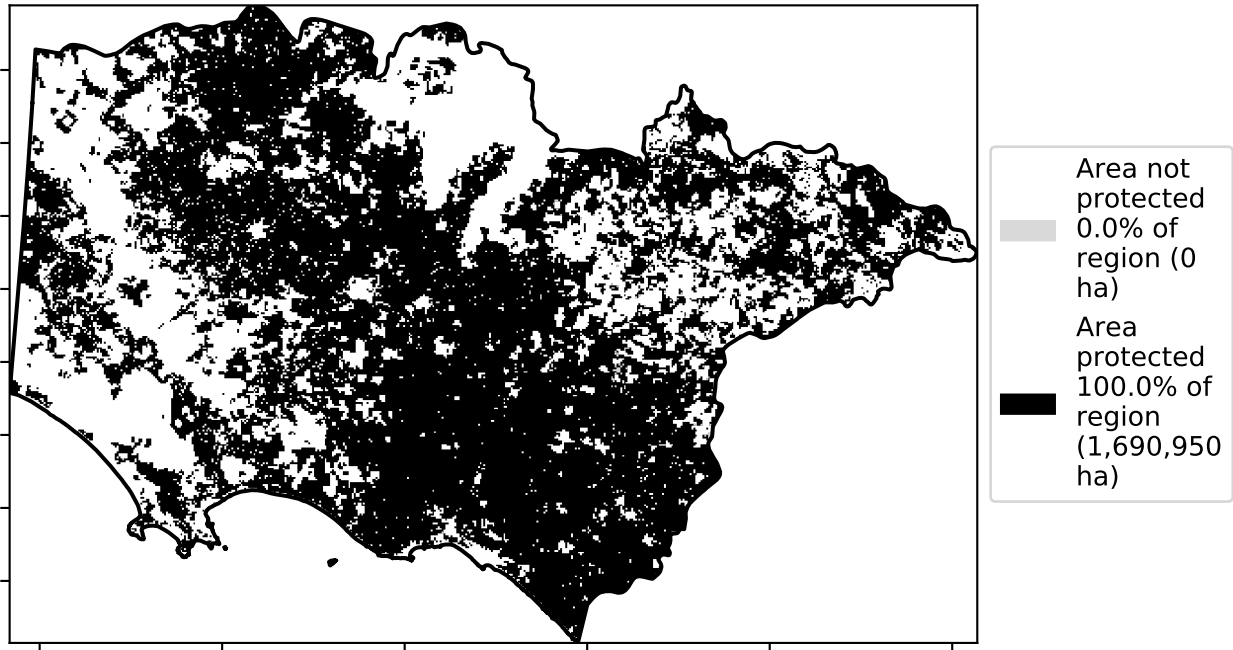 Area not
protected
0.0% of
region (0
ha)
Area
protected
100.0% of
region
(1,690,950
ha)